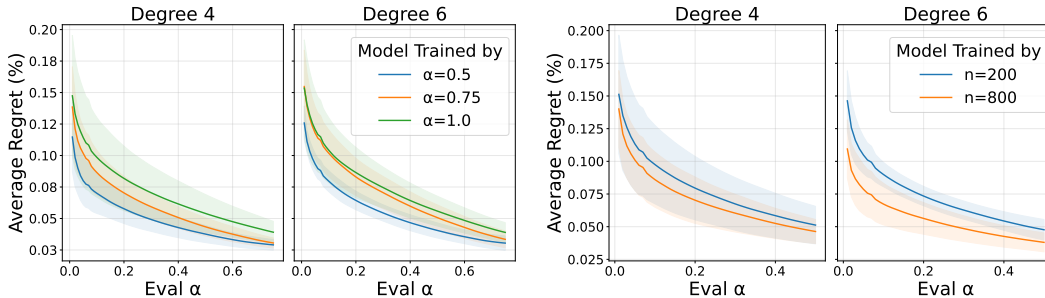 Degree 4
Degree 6
Average Regret (%)
0.20
0.18
0.15
0.12
0.10
0.08
0.05
0.03
Model Trained by
α=0.5
α=0.75
α=1.0
0.0 0.2 0.4 0.6
0.0 0.2 0.4 0.6
Eval α
Eval α
Degree 4
Degree 6
Average Regret (%)
0.200
0.175
0.150
0.125
0.100
0.075
0.050
0.025
Model Trained by
n=200
n=800
0.0 0.2 0.4
0.0 0.2 0.4
Eval α
Eval α